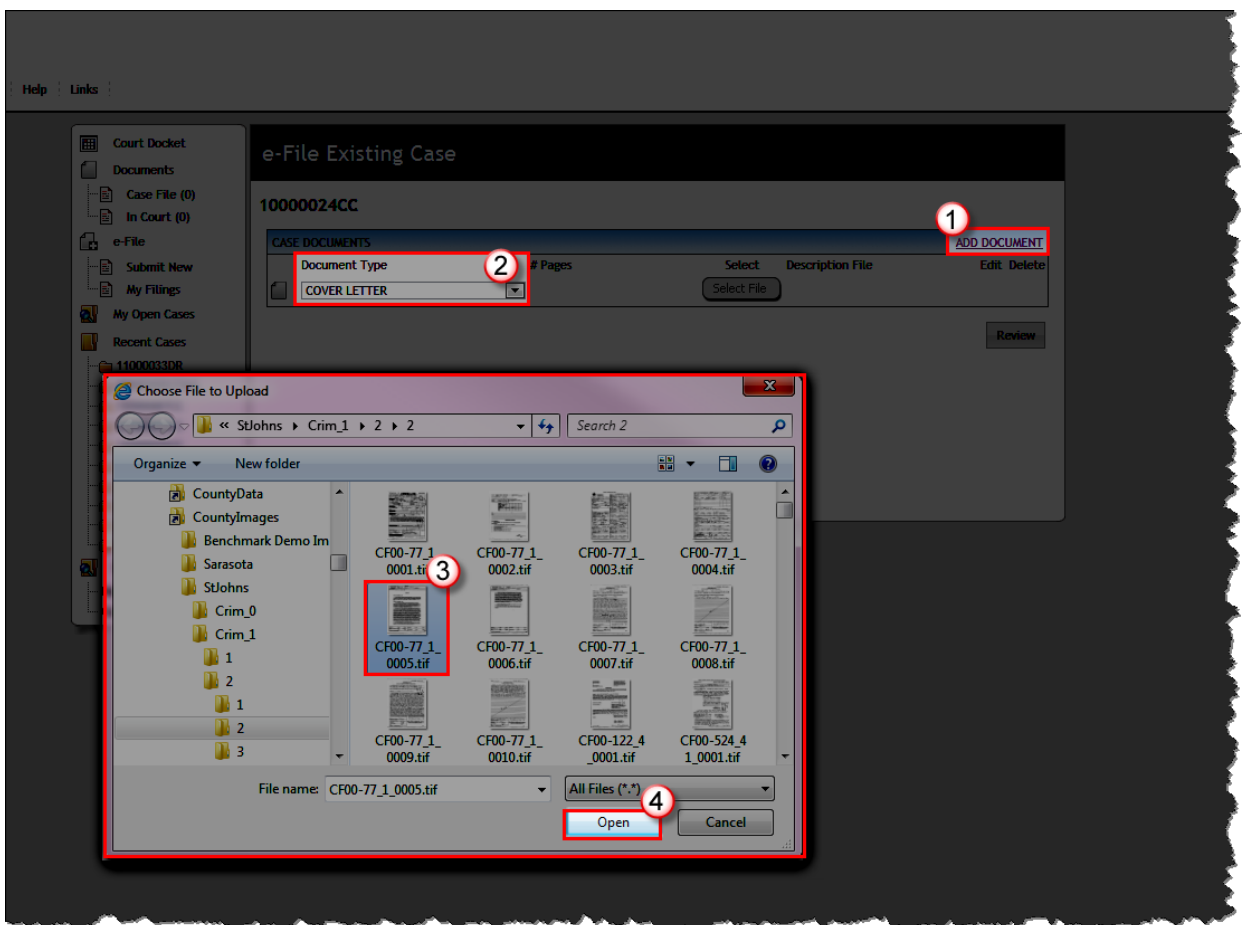 Help Links
Court Docket
Documents
Case File (0)
In Court (0)
e-File
Submit New
My Filings
My Open Cases
Recent Cases
11000033DR
e-File Existing Case
10000024CC
1
CASE DOCUMENTS ADD DOCUMENT
Document Type 2 # Pages Select Description File Edit Delete
COVER LETTER Select File
Review
Choose File to Upload x
« StJohns Crim_1 2 2 Search 2
Organize New folder
CountyData
CountyImages
Benchmark Demo Im
Sarasota
StJohns
Crim_0
Crim_1
1
2
1
2
3
CF00-77_1 CF00-77_1_ CF00-77_1_ CF00-77_1_
0001.ti 0002.tif 0003.tif 0004.tif
3
CF00-77_1_ CF00-77_1_ CF00-77_1_ CF00-77_1_
0005.tif 0006.tif 0007.tif 0008.tif
CF00-77_1_ CF00-77_1_ CF00-122_4 CF00-524_4
0009.tif 0010.tif _0001.tif 1_0001.tif
File name: CF00-77_1_0005.tif All Files (*.*)
4
Open Cancel